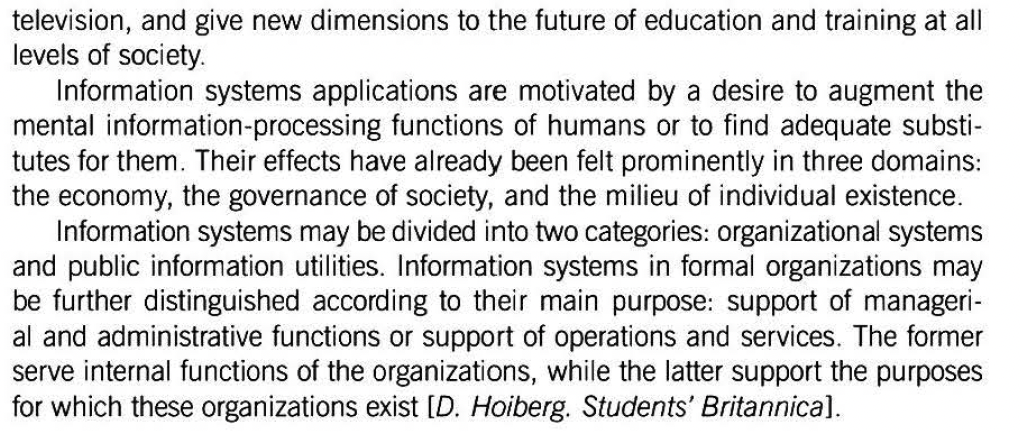 television, and give new dimensions to the future of education and training at all
levels of society.
Information systems applications are motivated by a desire to augment the
mental information-processing functions of humans or to find adequate substi-
tutes for them. Their effects have already been felt prominently in three domains:
the economy, the governance of society, and the milieu of individual existence.
Information systems may be divided into two categories: organizational systems
and public information utilities. Information systems in formal organizations may
be further distinguished according to their main purpose: support of manageri-
al and administrative functions or support of operations and services. The former
serve internal functions of the organizations, while the latter support the purposes
for which these organizations exist [D. Hoiberg. Students' Britannica].